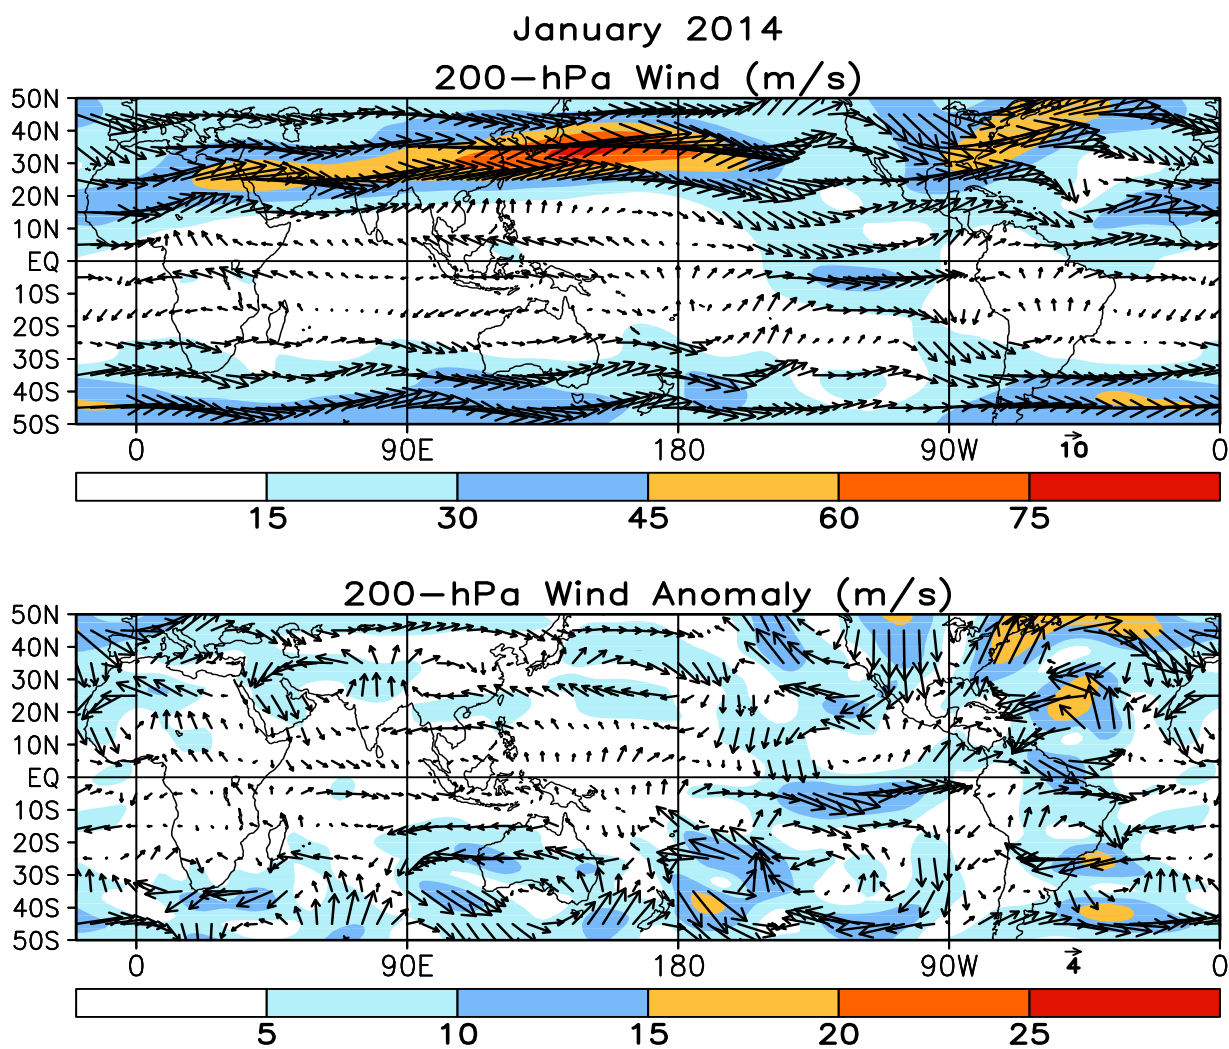 January 2014
200-hPa Wind (m/s)
50N
40N
30N
20N
10N
EQ
10S
20S
30S
40S
50S
0 90E 180 90W 10 0
15 30 45 60 75
200-hPa Wind Anomaly (m/s)
50N
40N
30N
20N
10N
EQ
10S
20S
30S
40S
50S
0 90E 180 90W 4 0
5 10 15 20 25